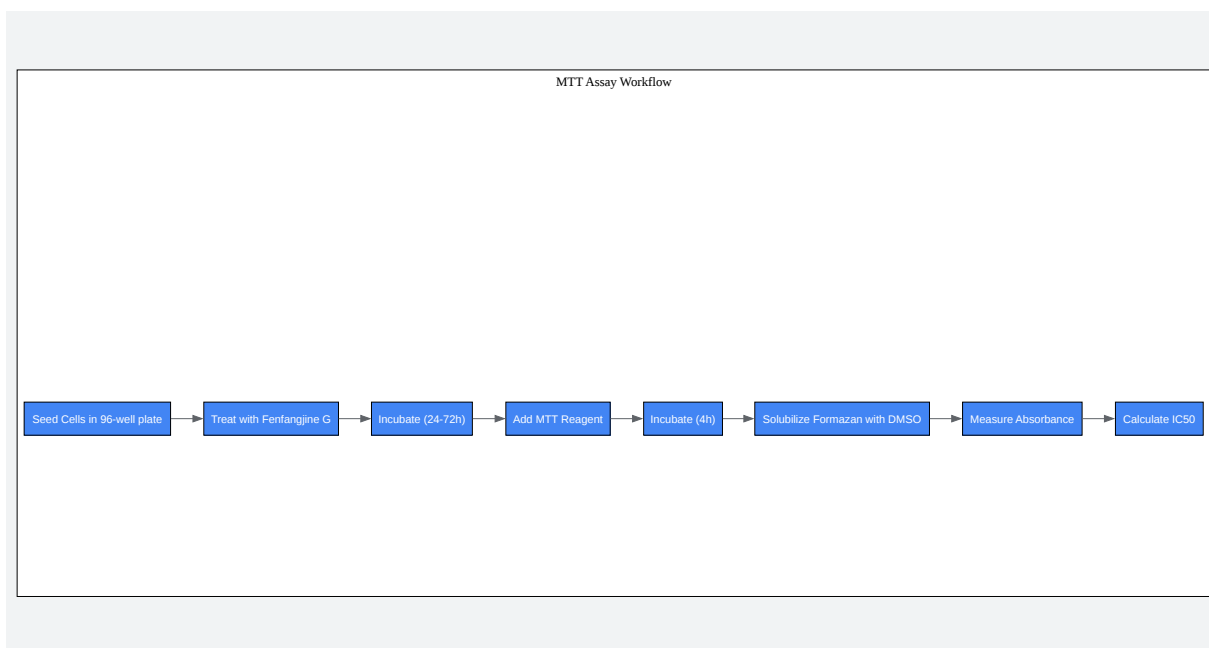 MTT Assay Workflow
Seed Cells in 96-well plate
Treat with Fenfangjine G
Incubate (24-72h)
Add MTT Reagent
Incubate (4h)
Solubilize Formazan with DMSO
Measure Absorbance
Calculate IC50